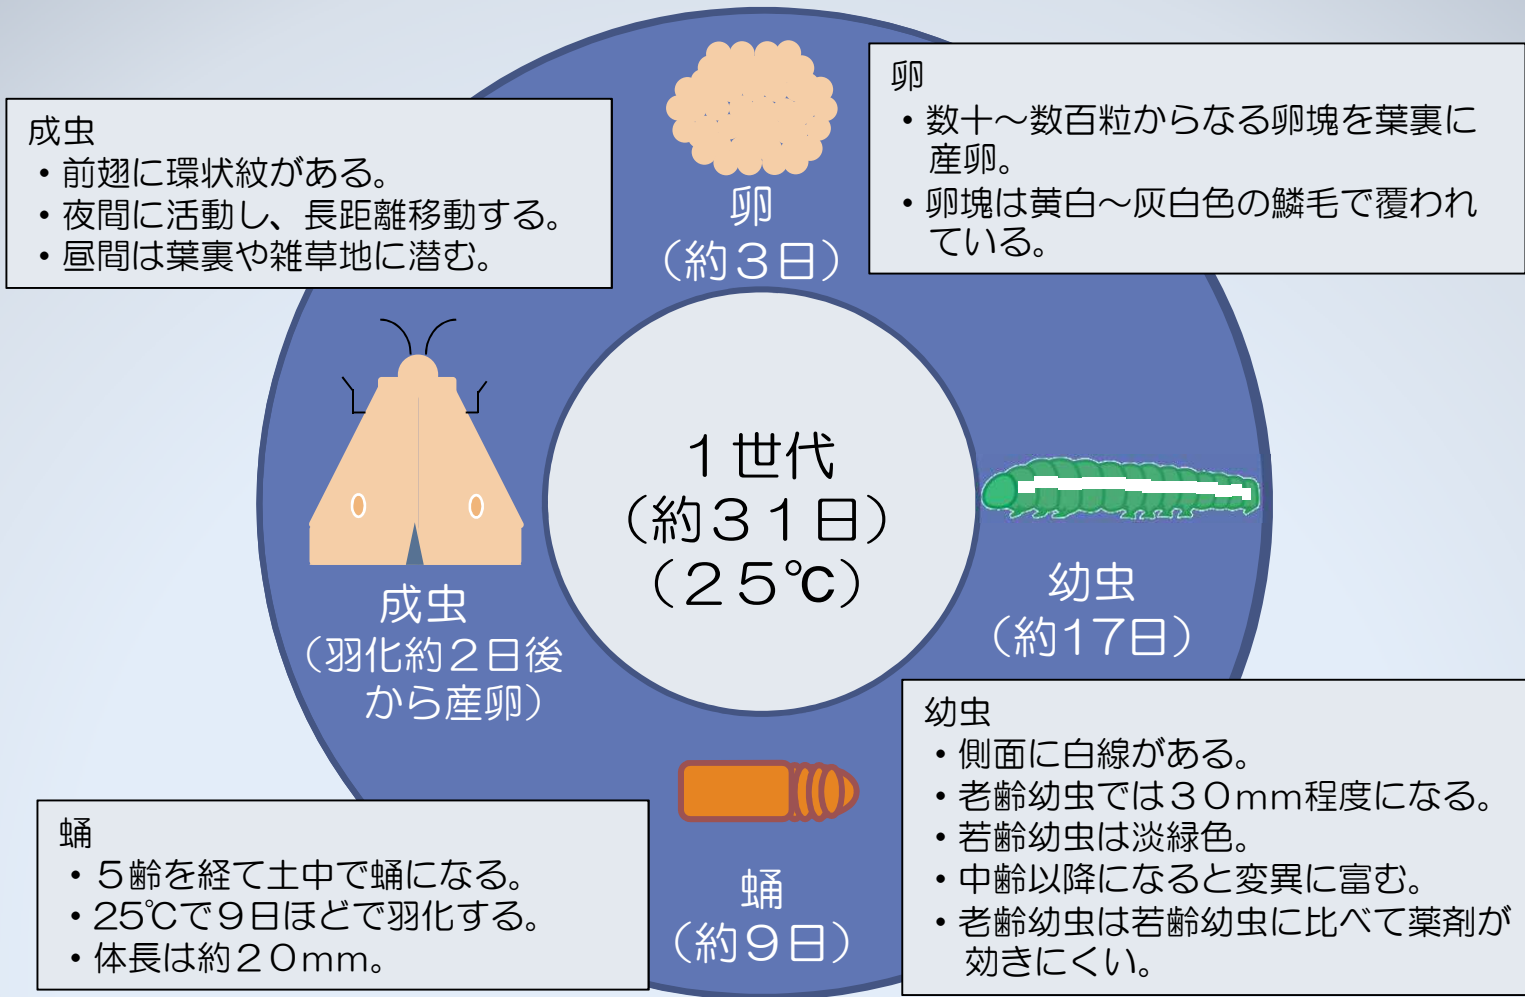 成虫
・前翅に環状紋がある。
・夜間に活動し、長距離移動する。
・昼間は葉裏や雑草地に潜む。
卵
（約３日）
卵
・数十～数百粒からなる卵塊を葉裏に
産卵。
・卵塊は黄白～灰白色の鱗毛で覆われ
ている。
１世代
（約３１日）
（２５℃）
成虫
（羽化約２日後
から産卵）
幼虫
（約17日）
幼虫
・側面に白線がある。
・老齢幼虫では３０mm程度になる。
・若齢幼虫は淡緑色。
・中齢以降になると変異に富む。
・老齢幼虫は若齢幼虫に比べて薬剤が
効きにくい。
蛹
（約９日）
蛹
・５齢を経て土中で蛹になる。
・25℃で９日ほどで羽化する。
・体長は約２０mm。